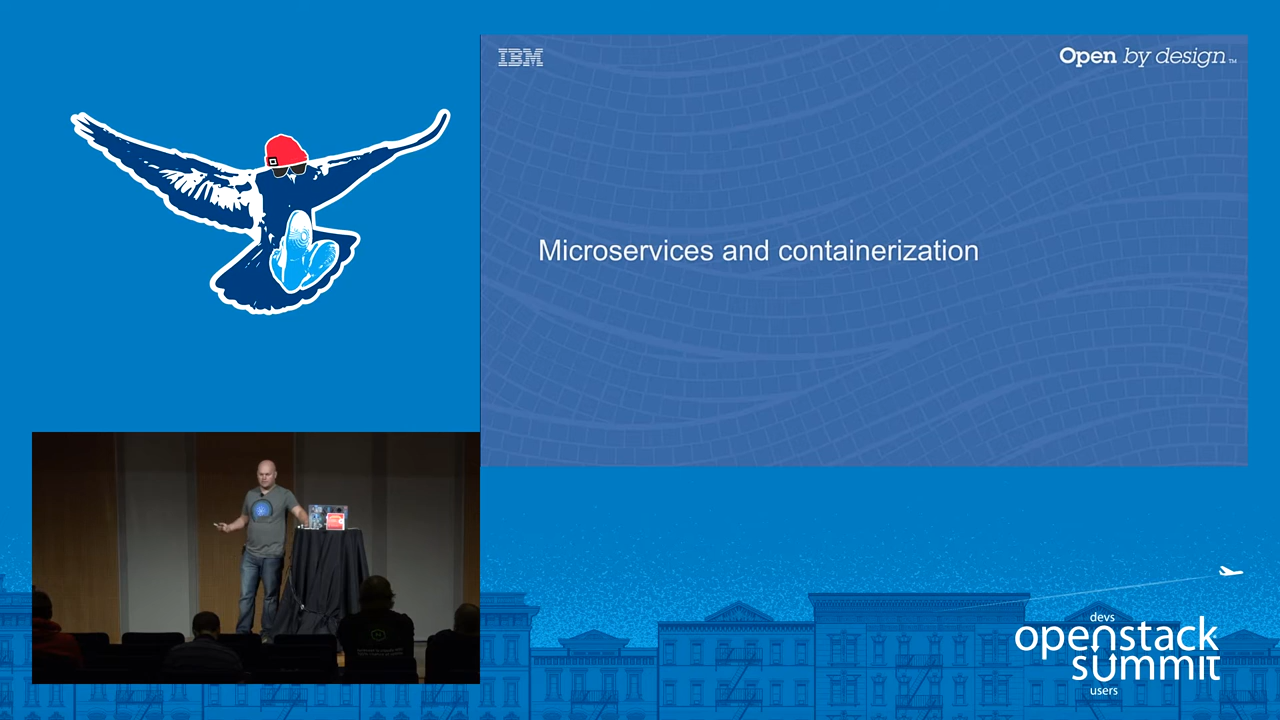 IBM
Open by design™
Microservices and containerization
devs
openstack
summit
users